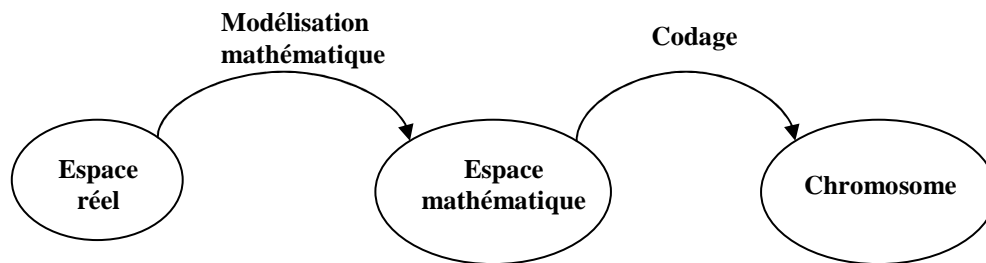 Modélisation
mathématique
Codage
Espace
réel
Espace
mathématique
Chromosome